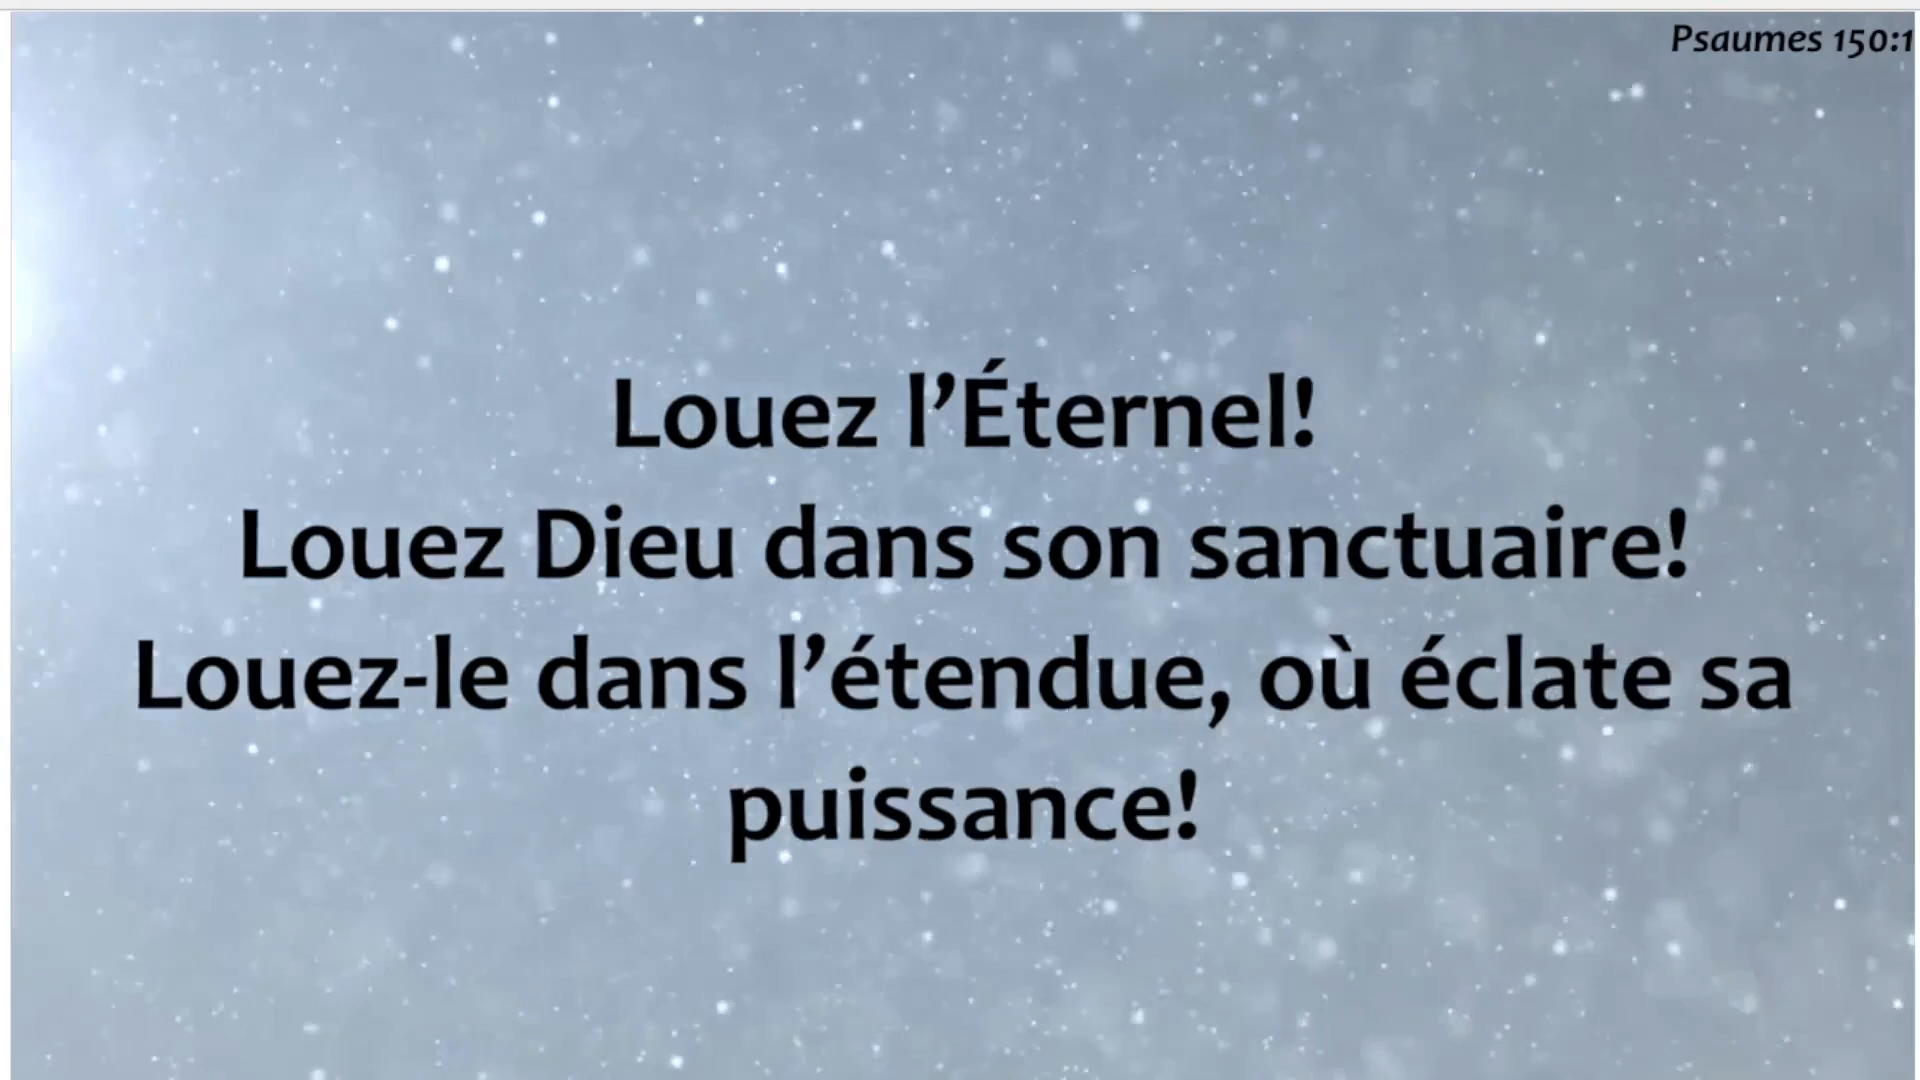 Psaumes 150:1
Louez l’Éternel!
Louez Dieu dans son sanctuaire!
Louez-le dans l’étendue, où éclate sa
puissance!